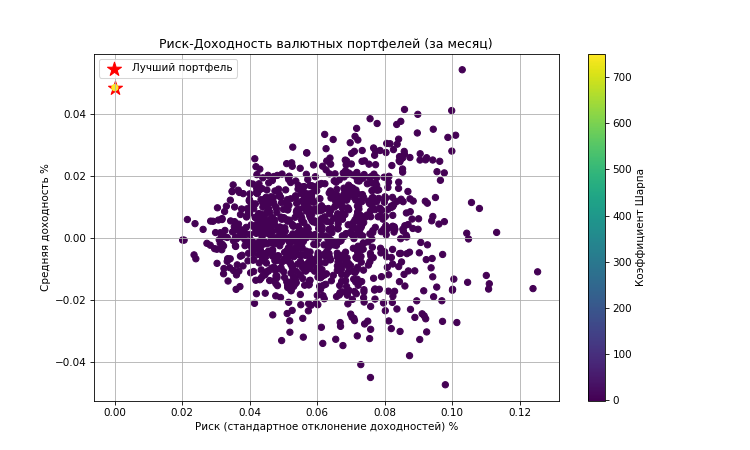 Риск-Доходность валютных портфелей (за месяц)
Лучший портфель
0.04
0.02
0.00
−0.02
−0.04
Средняя доходность %
0.00 0.02 0.04 0.06 0.08 0.10 0.12
Риск (стандартное отклонение доходностей) %
700
600
500
400
300
200
100
0
Коэффициент Шарпа